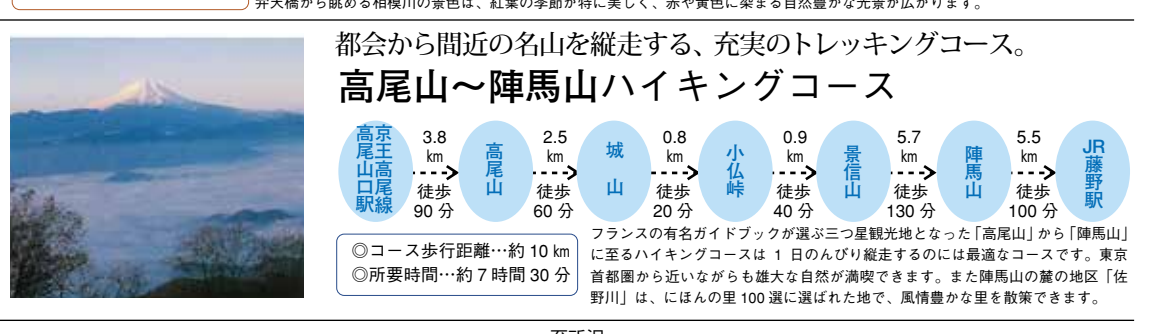 弁天橋から眺める相模川の景色は、紅葉の季節が特に美しく、赤や黄色に染まる自然豊かな光景が広がります。
都会から間近の名山を縦走する、充実のトレッキングコース。
高尾山〜陣馬山ハイキングコース
京王高尾線
高尾山口駅
3.8
km
徒歩
90 分
高尾山
2.5
km
徒歩
60 分
城 山
0.8
km
徒歩
20 分
小仏峠
0.9
km
徒歩
40 分
景信山
5.7
km
徒歩
130 分
陣馬山
5.5
km
徒歩
100 分
JR
藤野駅
◎コース歩行距離…約 10 km
◎所要時間…約 7 時間 30 分
フランスの有名ガイドブックが選ぶ三つ星観光地となった「高尾山」から「陣馬山」
に至るハイキングコースは 1 日のんびり縦走するのには最適なコースです。東京
首都圏から近いながらも雄大な自然が満喫できます。また陣馬山の麓の地区「佐
野川」は、にほんの里 100 選に選ばれた地で、風情豊かな里を散策できます。